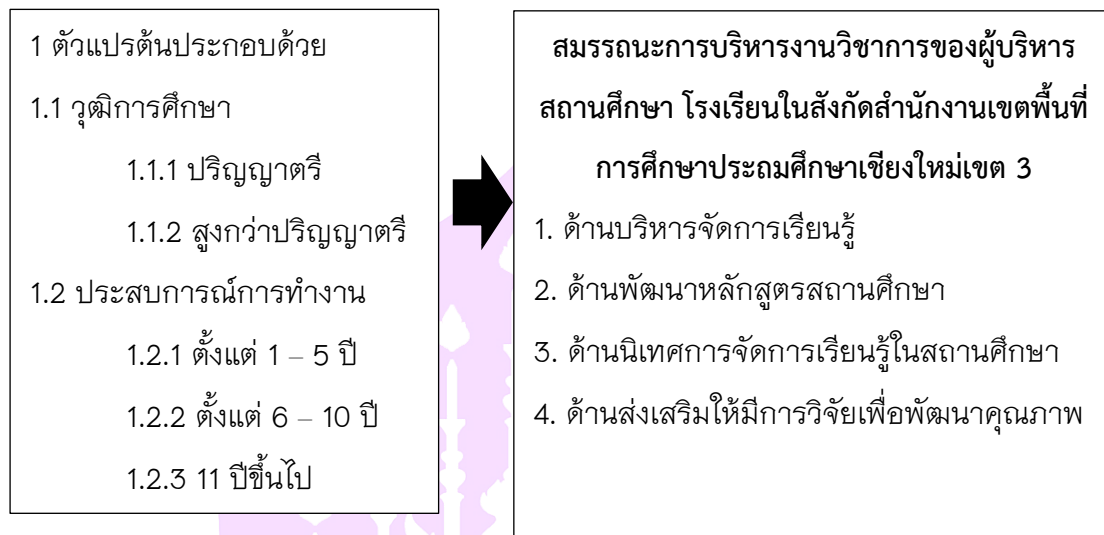 1 ตัวแปรต้นประกอบด้วย
1.1 วุฒิการศึกษา
1.1.1 ปริญญาตรี
1.1.2 สูงกว่าปริญญาตรี
1.2 ประสบการณ์การทำงาน
1.2.1 ตั้งแต่ 1 – 5 ปี
1.2.2 ตั้งแต่ 6 – 10 ปี
1.2.3 11 ปีขึ้นไป
สมรรถนะการบริหารงานวิชาการของผู้บริหาร
สถานศึกษา โรงเรียนในสังกัดสำนักงานเขตพื้นที่
การศึกษาประถมศึกษาเชียงใหม่เขต 3
1. ด้านบริหารจัดการเรียนรู้
2. ด้านพัฒนาหลักสูตรสถานศึกษา
3. ด้านนิเทศการจัดการเรียนรู้ในสถานศึกษา
4. ด้านส่งเสริมให้มีการวิจัยเพื่อพัฒนาคุณภาพ